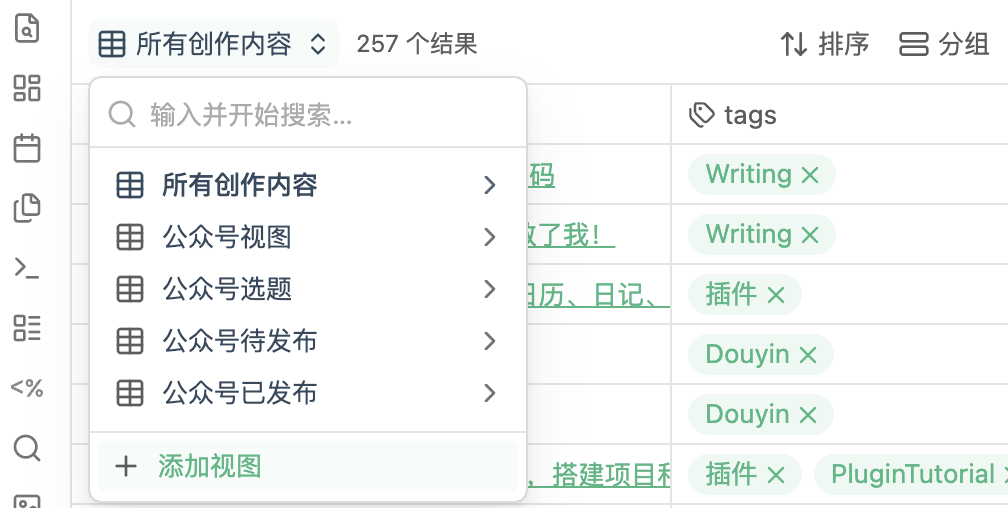 所有创作内容 257 个结果 排序 分组
输入并开始搜索...
tags
所有创作内容
公众号视图
公众号选题
公众号待发布
公众号已发布
添加视图
码 Writing
了我！ Writing
日历、日记、 插件
Douyin
Douyin
，搭建项目和 插件 PluginTutorial
<%